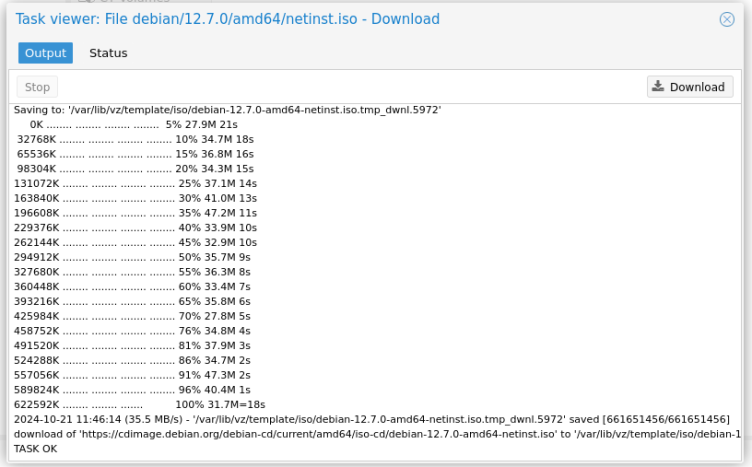 Task viewer: File debian/12.7.0/amd64/netinst.iso - Download
Output Status
Stop Download
Saving to: '/var/lib/vz/template/iso/debian-12.7.0-amd64-netinst.iso.tmp_dwnl.5972'
0K ........ ........ ........ ........ 5% 27.9M 21s
32768K ........ ........ ........ ........ 10% 34.7M 18s
65536K ........ ........ ........ ........ 15% 36.8M 16s
98304K ........ ........ ........ ........ 20% 34.3M 15s
131072K ........ ........ ........ ........ 25% 37.1M 14s
163840K ........ ........ ........ ........ 30% 41.0M 13s
196608K ........ ........ ........ ........ 35% 47.2M 11s
229376K ........ ........ ........ ........ 40% 33.9M 10s
262144K ........ ........ ........ ........ 45% 32.9M 10s
294912K ........ ........ ........ ........ 50% 35.7M 9s
327680K ........ ........ ........ ........ 55% 36.3M 8s
360448K ........ ........ ........ ........ 60% 33.4M 7s
393216K ........ ........ ........ ........ 65% 35.8M 6s
425984K ........ ........ ........ ........ 70% 27.8M 5s
458752K ........ ........ ........ ........ 76% 34.8M 4s
491520K ........ ........ ........ ........ 81% 37.9M 3s
524288K ........ ........ ........ ........ 86% 34.7M 2s
557056K ........ ........ ........ ........ 91% 47.3M 2s
589824K ........ ........ ........ ........ 96% 40.4M 1s
622592K ........ ........ ....... 100% 31.7M=18s
2024-10-21 11:46:14 (35.5 MB/s) - '/var/lib/vz/template/iso/debian-12.7.0-amd64-netinst.iso.tmp_dwnl.5972' saved [661651456/661651456]
download of 'https://cdimage.debian.org/debian-cd/current/amd64/iso-cd/debian-12.7.0-amd64-netinst.iso' to '/var/lib/vz/template/iso/debian-1
TASK OK